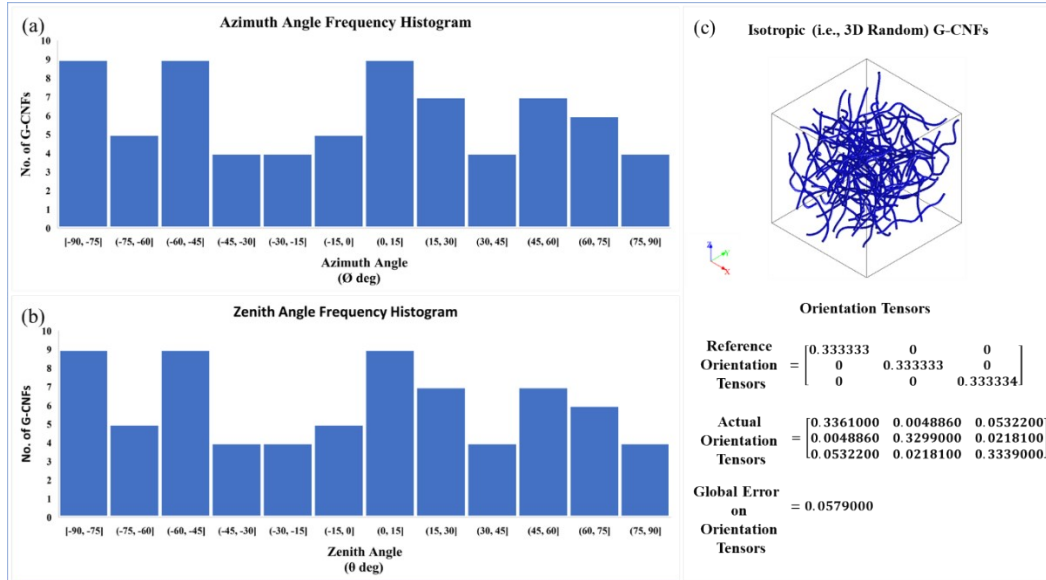 (a)
Azimuth Angle Frequency Histogram
No. of G-CNFs
10
9
8
7
6
5
4
3
2
1
0
[-90, -75] (-75, -60] (-60, -45] (-45, -30] (-30, -15] (-15, 0] (0, 15] (15, 30] (30, 45] (45, 60] (60, 75] (75, 90]
Azimuth Angle
(Ø deg)
(b)
Zenith Angle Frequency Histogram
No. of G-CNFs
10
9
8
7
6
5
4
3
2
1
0
[-90, -75] (-75, -60] (-60, -45] (-45, -30] (-30, -15] (-15, 0] (0, 15] (15, 30] (30, 45] (45, 60] (60, 75] (75, 90]
Zenith Angle
(θ deg)
(c)
Isotropic (i.e., 3D Random) G-CNFs
Z
Y
X
Orientation Tensors
Reference
Orientation
Tensors
=
0.333333 0 0
0 0.333333 0
0 0 0.333334
Actual
Orientation
Tensors
=
0.3361000 0.0048860 0.0532200
0.0048860 0.3299000 0.0218100
0.0532200 0.0218100 0.3339000
Global Error
on
Orientation
Tensors
= 0.0579000